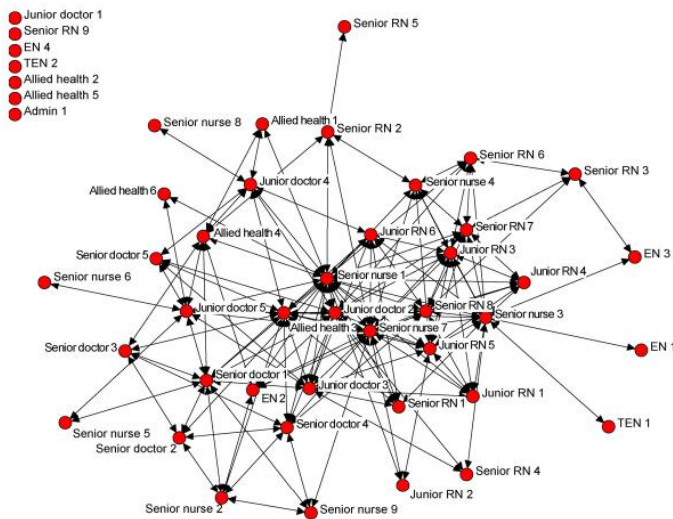 Junior doctor 1
Senior RN 9
EN 4
TEN 2
Allied health 2
Allied health 5
Admin 1
Senior RN 5
Senior nurse 8
Allied health 1
Senior RN 2
Senior RN 6
Senior RN 3
Junior doctor 4
Senior nurse 4
Allied health 6
Allied health 4
Junior RN 6
Senior RN 7
Senior doctor 5
Junior RN 3
EN 3
Senior nurse 6
Senior nurse 1
Junior RN 4
Junior doctor 5
Junior doctor 2
Senior RN 8
Senior nurse 3
Allied health 3
Senior nurse 7
Senior doctor 3
Junior RN 5
EN 1
Senior doctor 1
Junior doctor 3
EN 2
Senior RN 1
Junior RN 1
Senior nurse 5
Senior doctor 4
TEN 1
Senior doctor 2
Senior RN 4
Junior RN 2
Senior nurse 2
Senior nurse 9